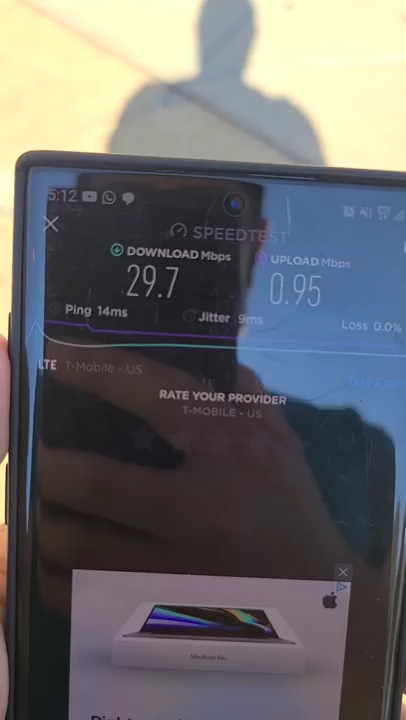 5:12
SPEEDTEST
DOWNLOAD Mbps
UPLOAD Mbps
29.7
0.95
Ping 14ms
Jitter 9ms
Loss 0.0%
LTE T-Mobile - US
RATE YOUR PROVIDER
T-MOBILE - US
MacBook Pro